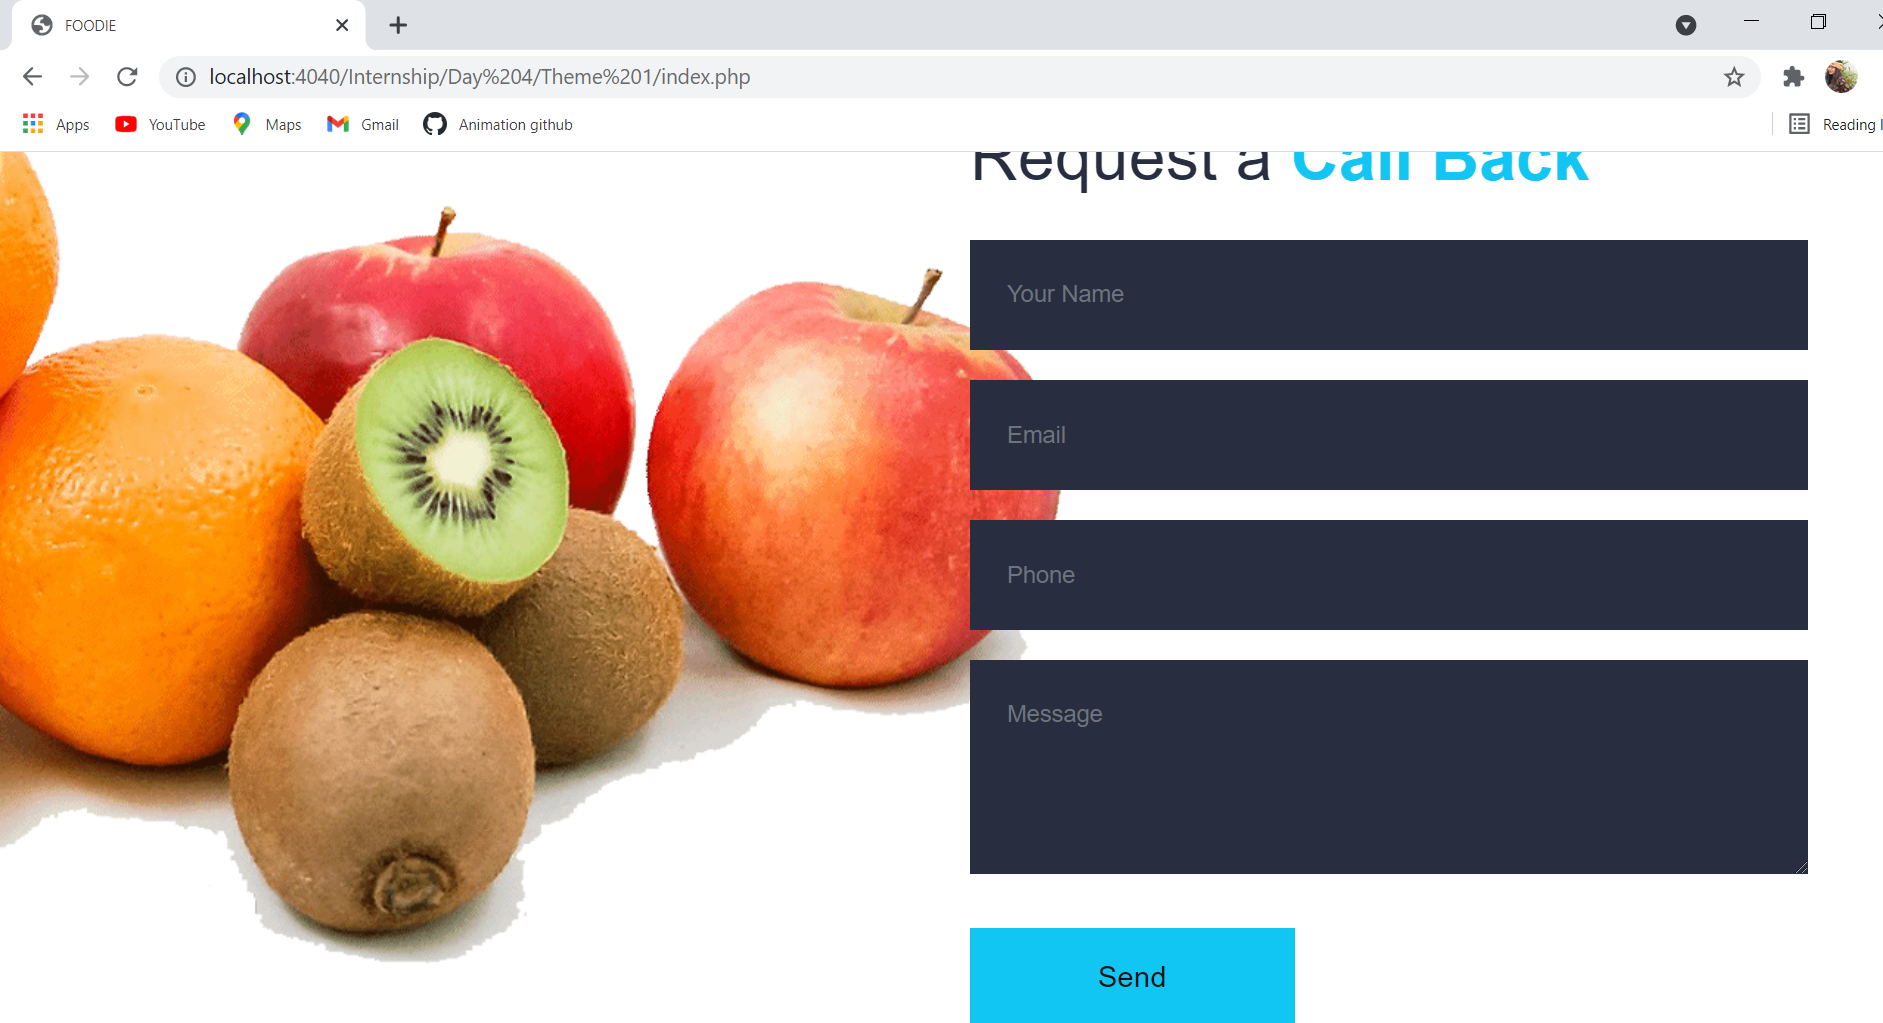 FOODIE
localhost:4040/Internship/Day%204/Theme%201/index.php
Apps YouTube Maps Gmail Animation github Reading
Request a Call Back
Your Name
Email
Phone
Message
Send